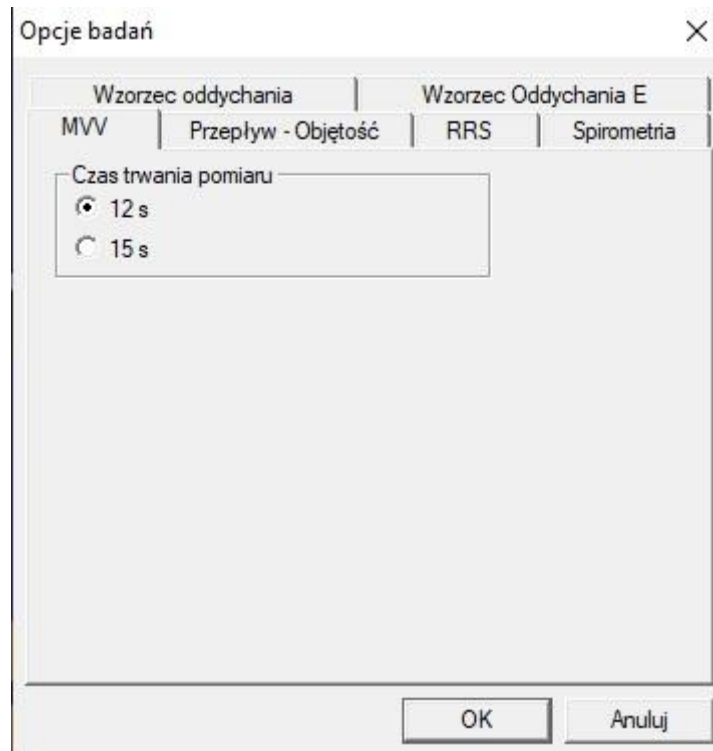 Opcje badań
Wzorzec oddychania Wzorzec Oddychania E
MVV Przepływ - Objętość RRS Spirometria
Czas trwania pomiaru
12 s
15 s
OK Anuluj